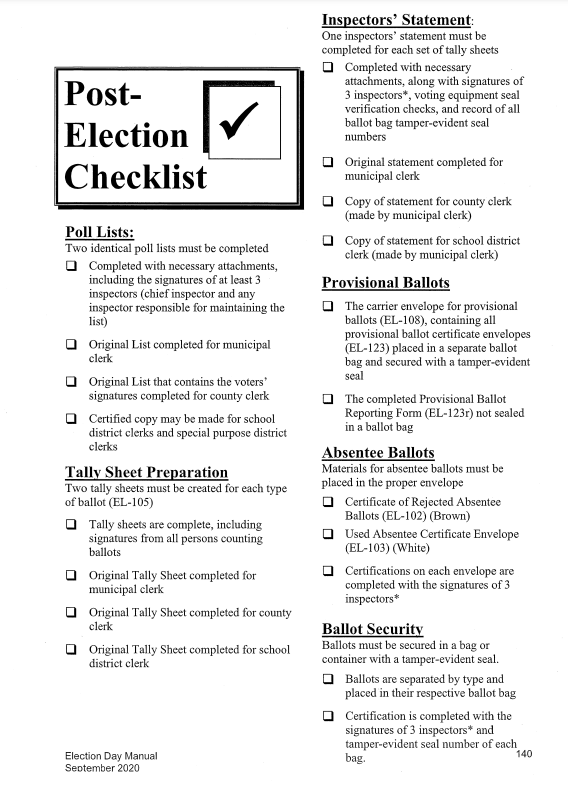 Post-
Election
Checklist
Poll Lists:
Two identical poll lists must be completed
❑ Completed with necessary attachments,
including the signatures of at least 3
inspectors (chief inspector and any
inspector responsible for maintaining the
list)
❑ Original List completed for municipal
clerk
❑ Original List that contains the voters’
signatures completed for county clerk
❑ Certified copy may be made for school
district clerks and special purpose district
clerks
Tally Sheet Preparation
Two tally sheets must be created for each type
of ballot (EL-105)
❑ Tally sheets are complete, including
signatures from all persons counting
ballots
❑ Original Tally Sheet completed for
municipal clerk
❑ Original Tally Sheet completed for county
clerk
❑ Original Tally Sheet completed for school
district clerk
Inspectors’ Statement:
One inspectors’ statement must be
completed for each set of tally sheets
❑ Completed with necessary
attachments, along with signatures of
3 inspectors*, voting equipment seal
verification checks, and record of all
ballot bag tamper-evident seal
numbers
❑ Original statement completed for
municipal clerk
❑ Copy of statement for county clerk
(made by municipal clerk)
❑ Copy of statement for school district
clerk (made by municipal clerk)
Provisional Ballots
❑ The carrier envelope for provisional
ballots (EL-108), containing all
provisional ballot certificate envelopes
(EL-123) placed in a separate ballot
bag and secured with a tamper-evident
seal
❑ The completed Provisional Ballot
Reporting Form (EL-123r) not sealed
in a ballot bag
Absentee Ballots
Materials for absentee ballots must be
placed in the proper envelope
❑ Certificate of Rejected Absentee
Ballots (EL-102) (Brown)
❑ Used Absentee Certificate Envelope
(EL-103) (White)
❑ Certifications on each envelope are
completed with the signatures of 3
inspectors*
Ballot Security
Ballots must be secured in a bag or
container with a tamper-evident seal.
❑ Ballots are separated by type and
placed in their respective ballot bag
❑ Certification is completed with the
signatures of 3 inspectors* and
tamper-evident seal number of each
bag.
Election Day Manual
September 2020
140